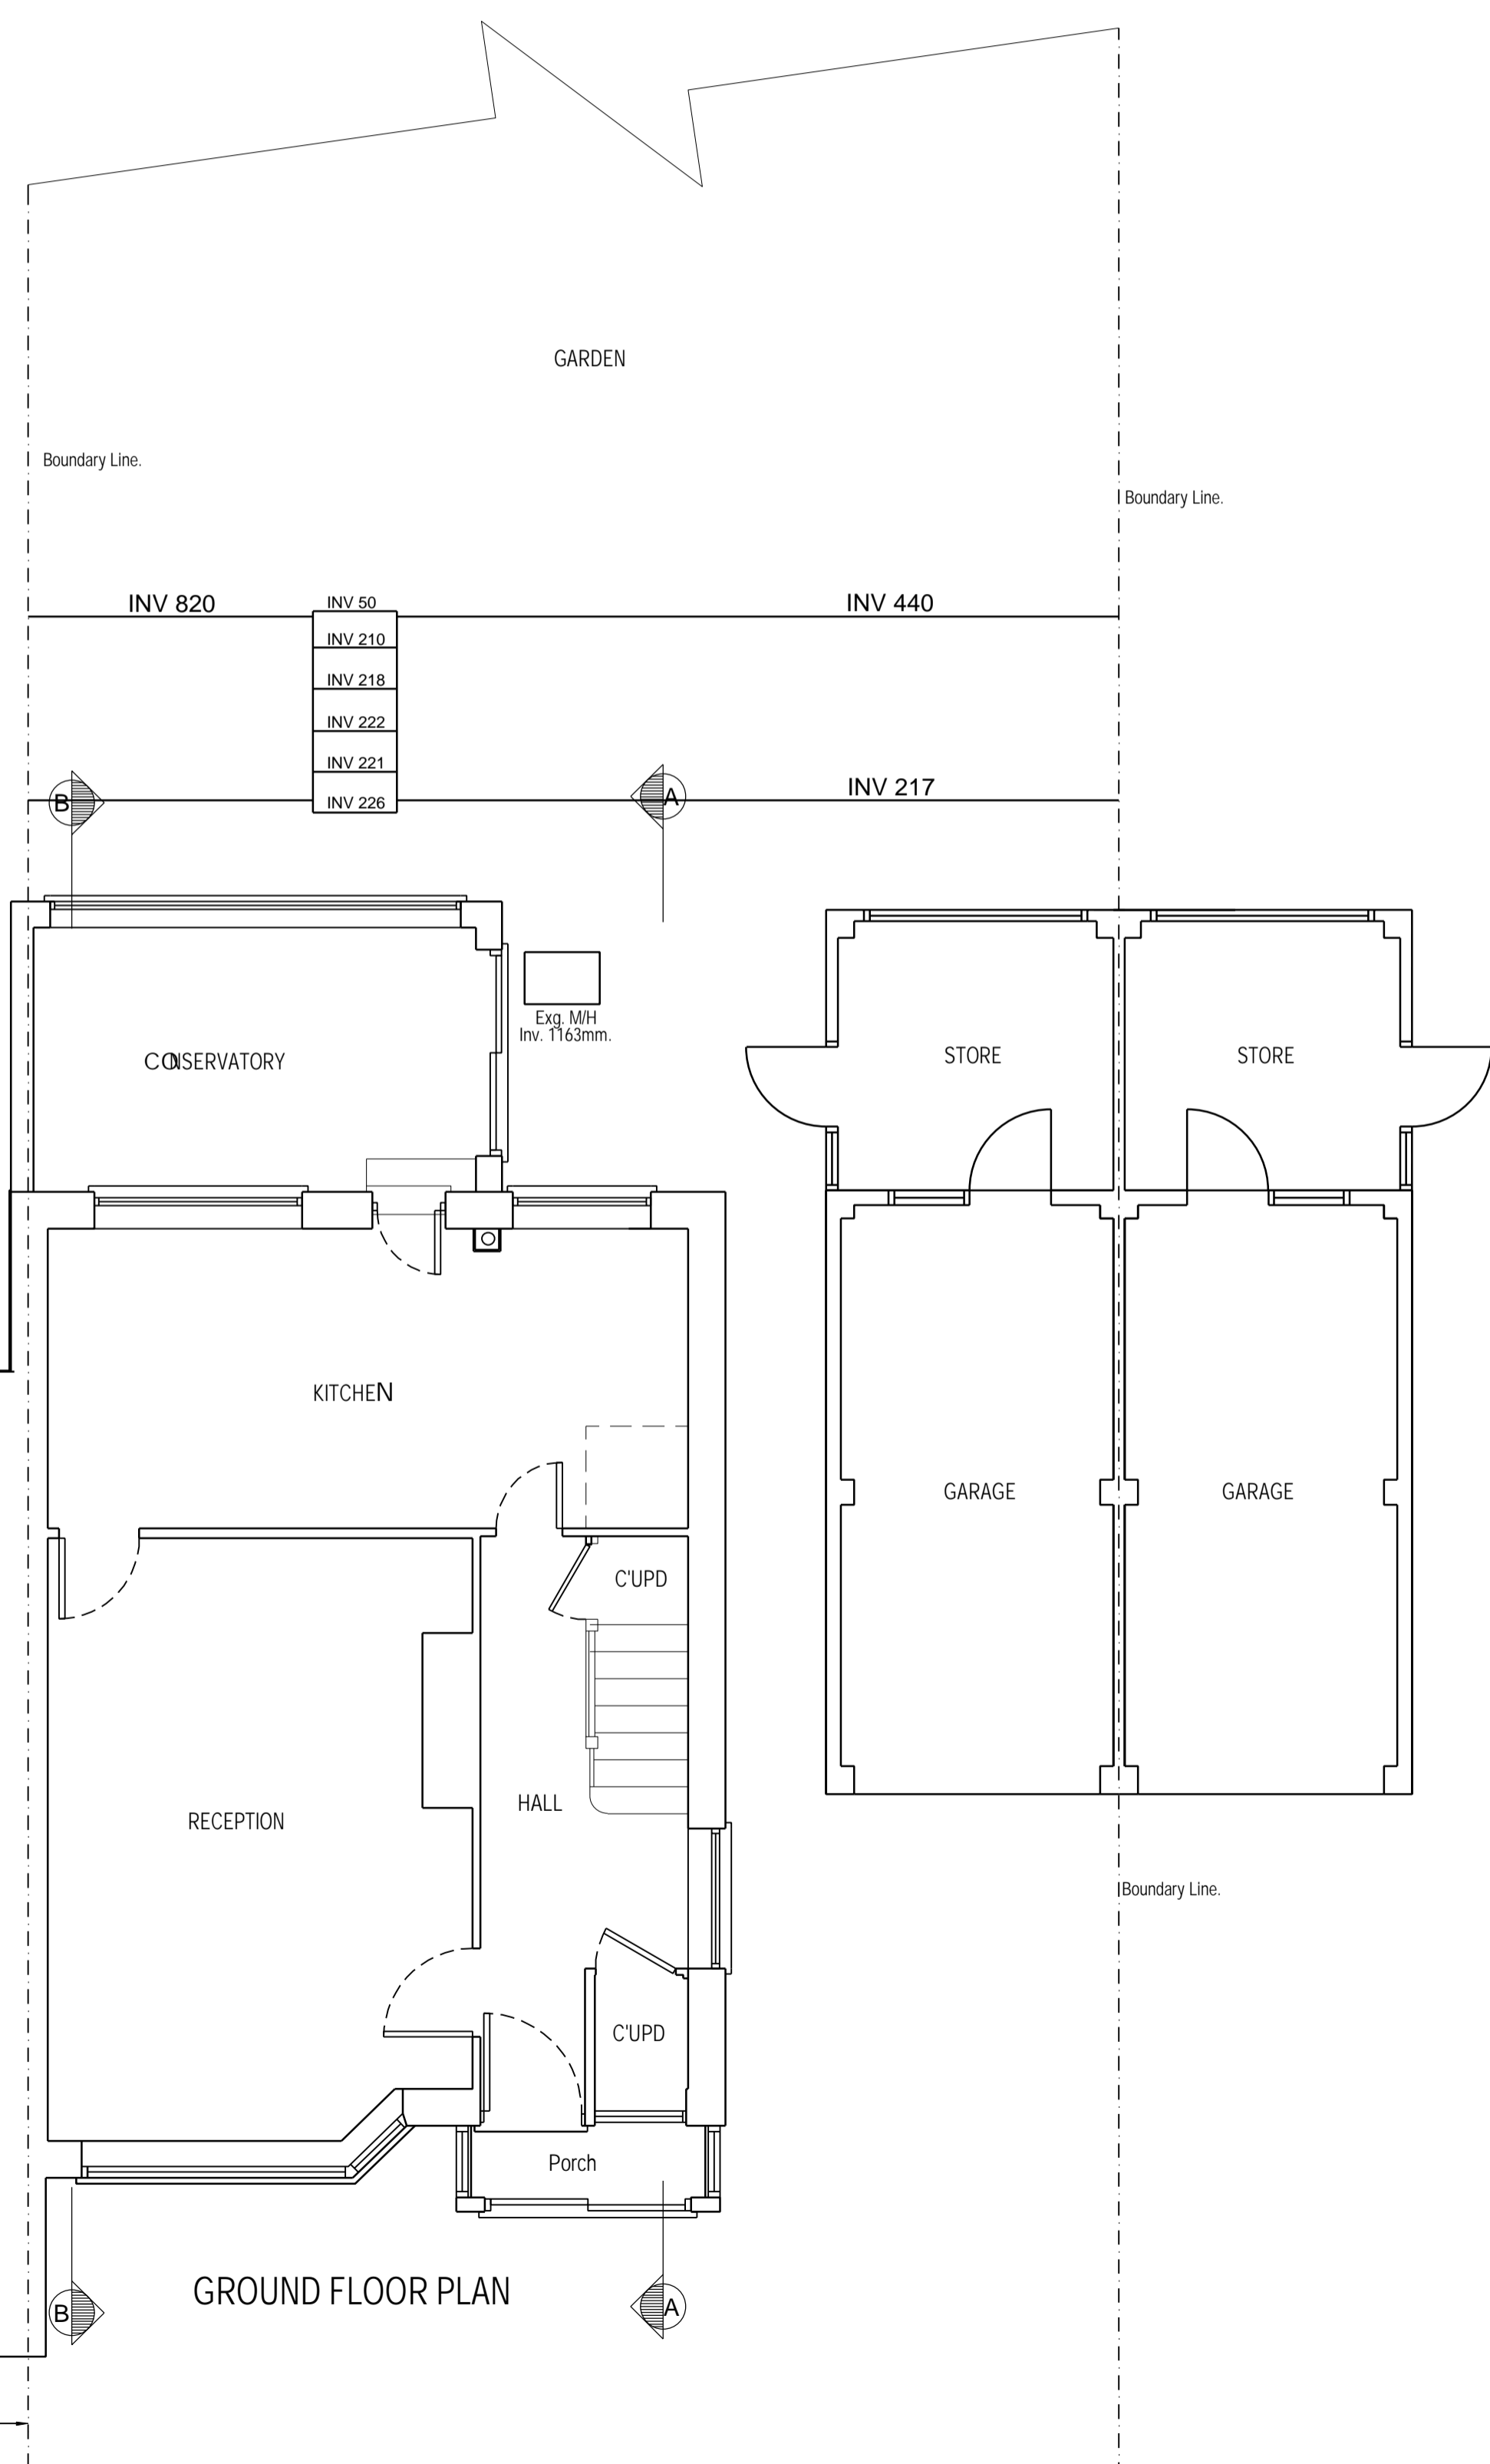 GARDEN
Boundary Line.
Boundary Line.
INV 820
INV 50
INV 440
INV 210
INV 218
INV 222
INV 221
INV 226
INV 217
B
A
Exg. M/H
Inv. 1163mm.
CONSERVATORY
STORE
STORE
KITCHEN
GARAGE
GARAGE
C'UPD
HALL
RECEPTION
Boundary Line.
C'UPD
Porch
GROUND FLOOR PLAN
B
A